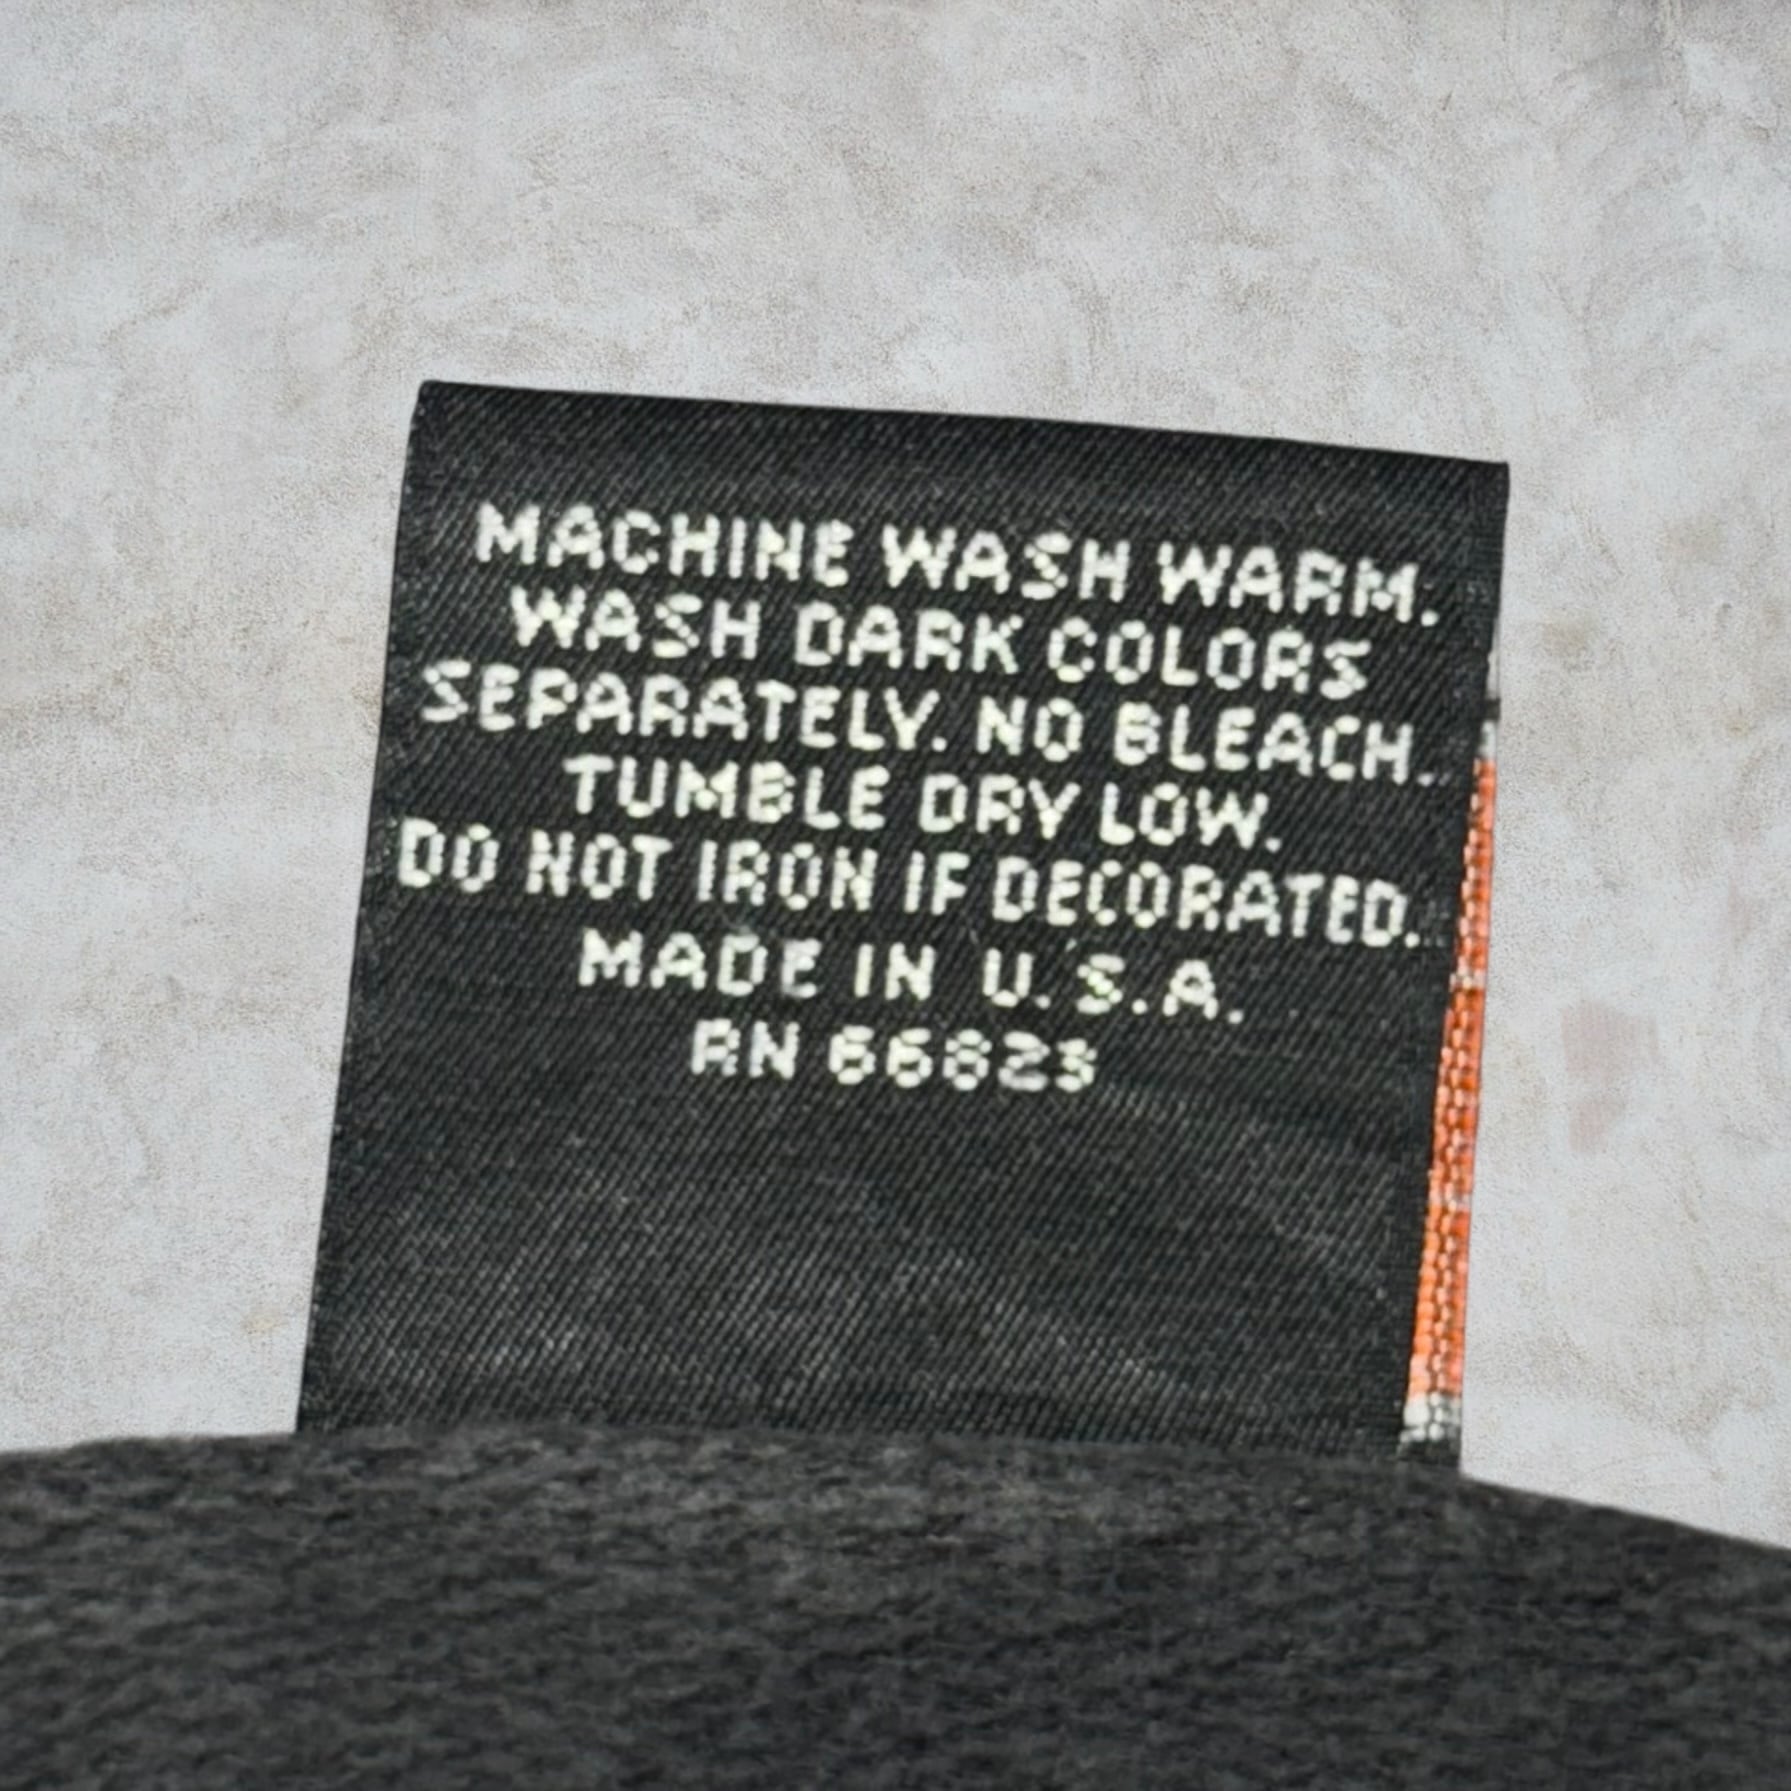 MACHINE WASH WARM.
WASH DARK COLORS
SEPARATELY. NO BLEACH.
TUMBLE DRY LOW.
DO NOT IRON IF DECORATED.
MADE IN U.S.A.
RN